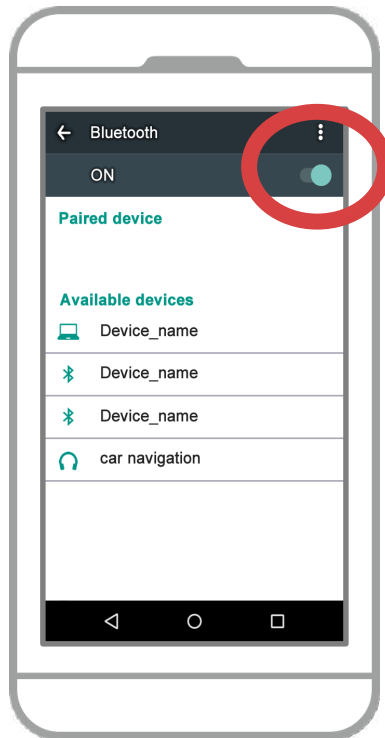 Bluetooth
ON
Paired device
Available devices
Device_name
Device_name
Device_name
car navigation